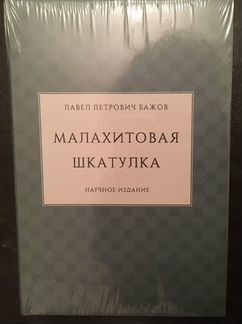 ПАВЕЛ ПЕТРОВИЧ БАЖОВ
МАЛАХИТОВАЯ
ШКАТУЛКА
НАУЧНОЕ ИЗДАНИЕ